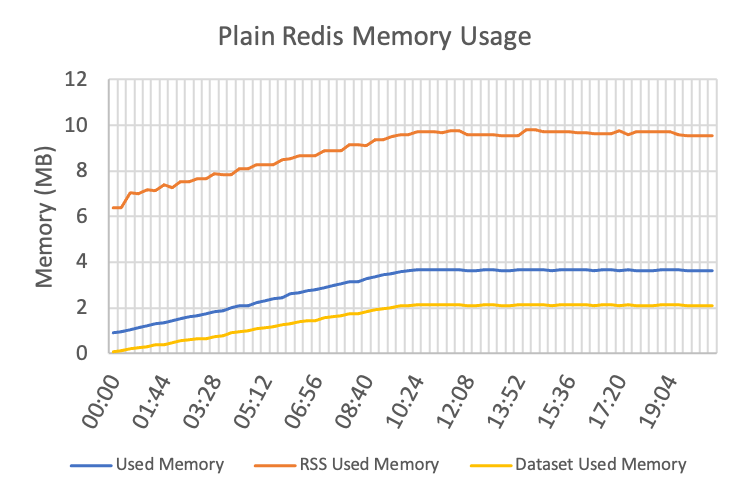 Plain Redis Memory Usage
Memory (MB)
12
10
8
6
4
2
0
00:00 01:44 03:28 05:12 06:56 08:40 10:24 12:08 13:52 15:36 17:20 19:04
Used Memory RSS Used Memory Dataset Used Memory